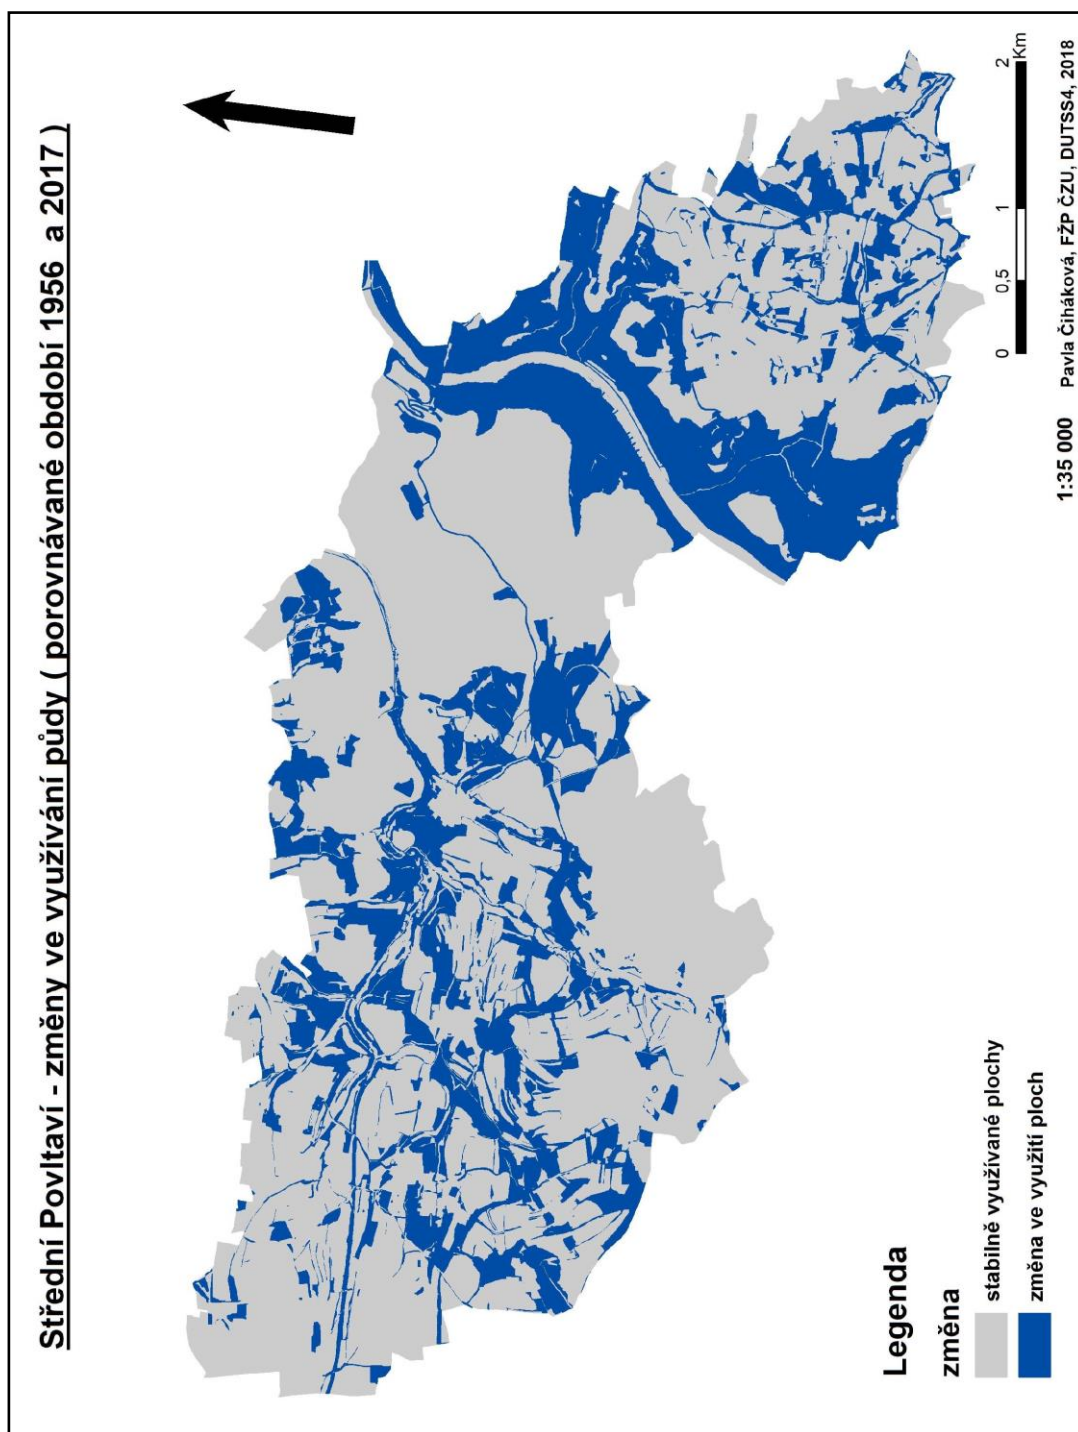 Střední Povltaví - změny ve využívání půdy ( porovnávané období 1956 a 2017 )
Legenda
změna
stabilně využívané plochy
změna ve využití ploch
0 0,5 1 2
Km
1:35 000 Pavla Čiháková, FŽP ČZU, DUTSS4, 2018